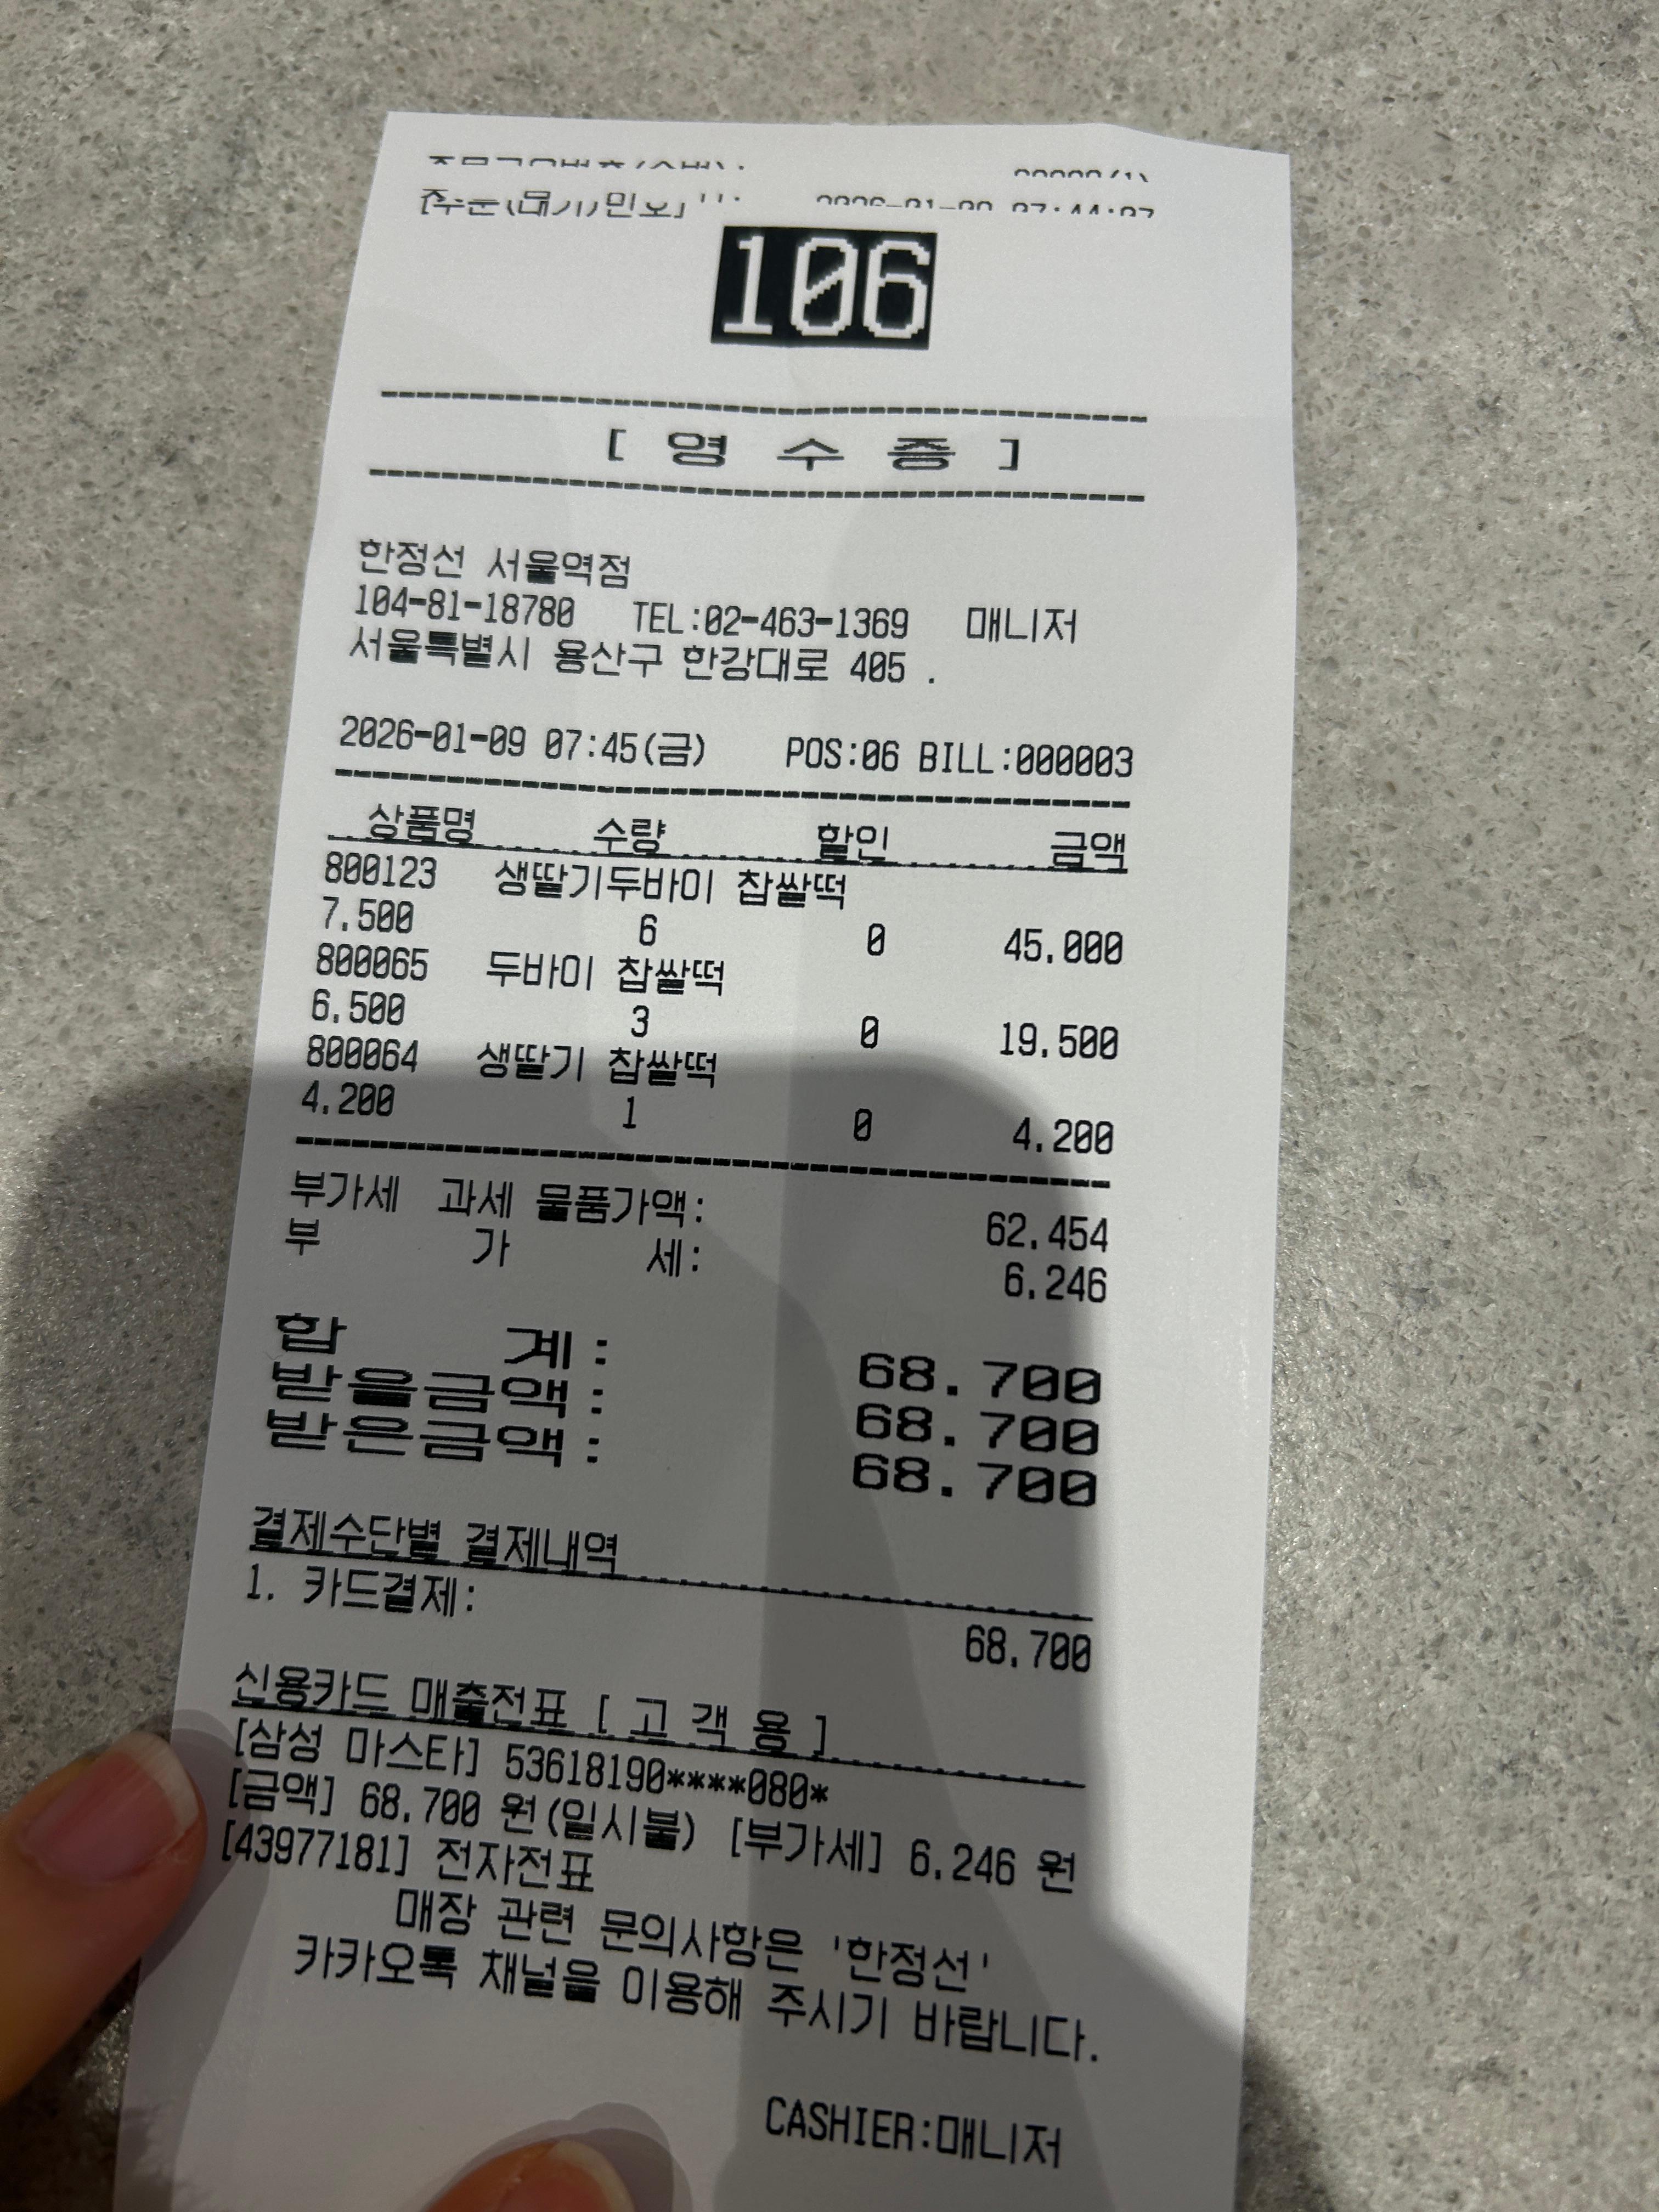 106
[ 영 수 증 ]
한정선 서울역점
104-81-18780 TEL:02-463-1369 매니저
서울특별시 용산구 한강대로 405 .
2026-01-09 07:45(금) POS:06 BILL:000003
상품명 수량 할인 금액
800123 생딸기두바이 찹쌀떡
7.500 6 0 45.000
800065 두바이 찹쌀떡
6.500 3 0 19.500
800064 생딸기 찹쌀떡
4.200 1 0 4.200
부가세 과세 물품가액: 62.454
부 가 세: 6.246
합 계: 68.700
받을금액: 68.700
받은금액: 68.700
결제수단별 결제내역
1. 카드결제: 68.700
신용카드 매출전표 [ 고 객 용 ]
[삼성 마스타] 53618190****080*
[금액] 68.700 원(일시불) [부가세] 6.246 원
[43977181] 전자전표
매장 관련 문의사항은 '한정선'
카카오톡 채널을 이용해 주시기 바랍니다.
CASHIER:매니저